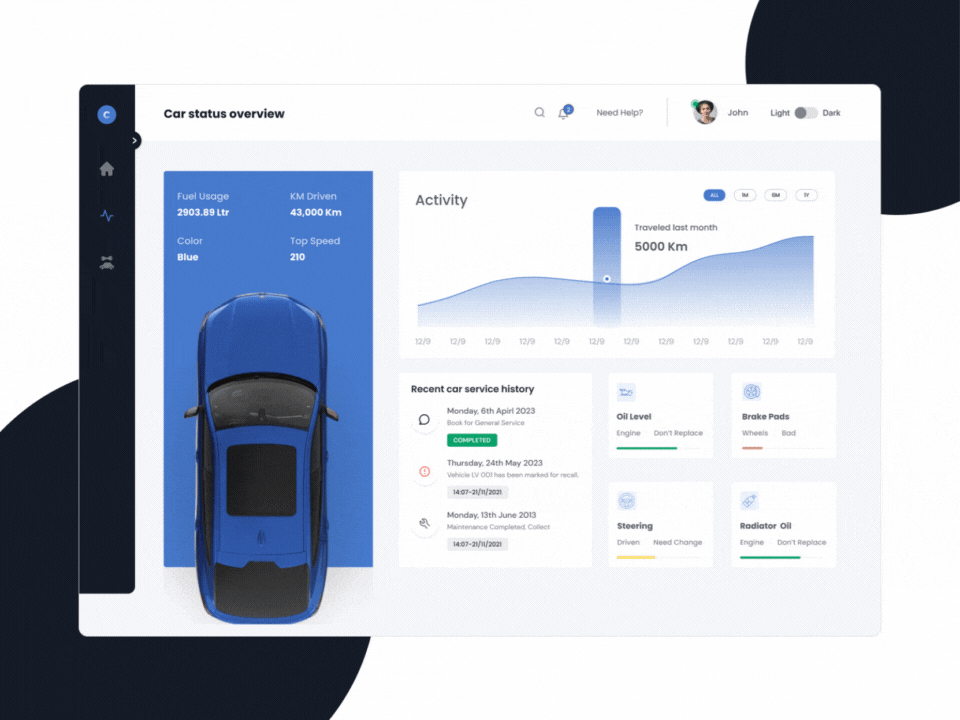 C
Car status overview
2
Need Help?
John
Light
Dark
Fuel Usage
2903.89 Ltr
KM Driven
43,000 Km
Color
Blue
Top Speed
210
Activity
ALL
1M
6M
1Y
Traveled last month
5000 Km
12/9 12/9 12/9 12/9 12/9 12/9 12/9 12/9 12/9 12/9 12/9 12/9
Recent car service history
Monday, 6th Apirl 2023
Book for General Service
COMPLETED
Thursday, 24th May 2023
Vehicle LV 001 has been marked for recall.
14:07-21/11/2021
Monday, 13th June 2013
Maintenance Completed, Collect
14:07-21/11/2021
Oil Level
Engine Don't Replace
Brake Pads
Wheels Bad
Steering
Driven Need Change
Radiator Oil
Engine Don't Replace